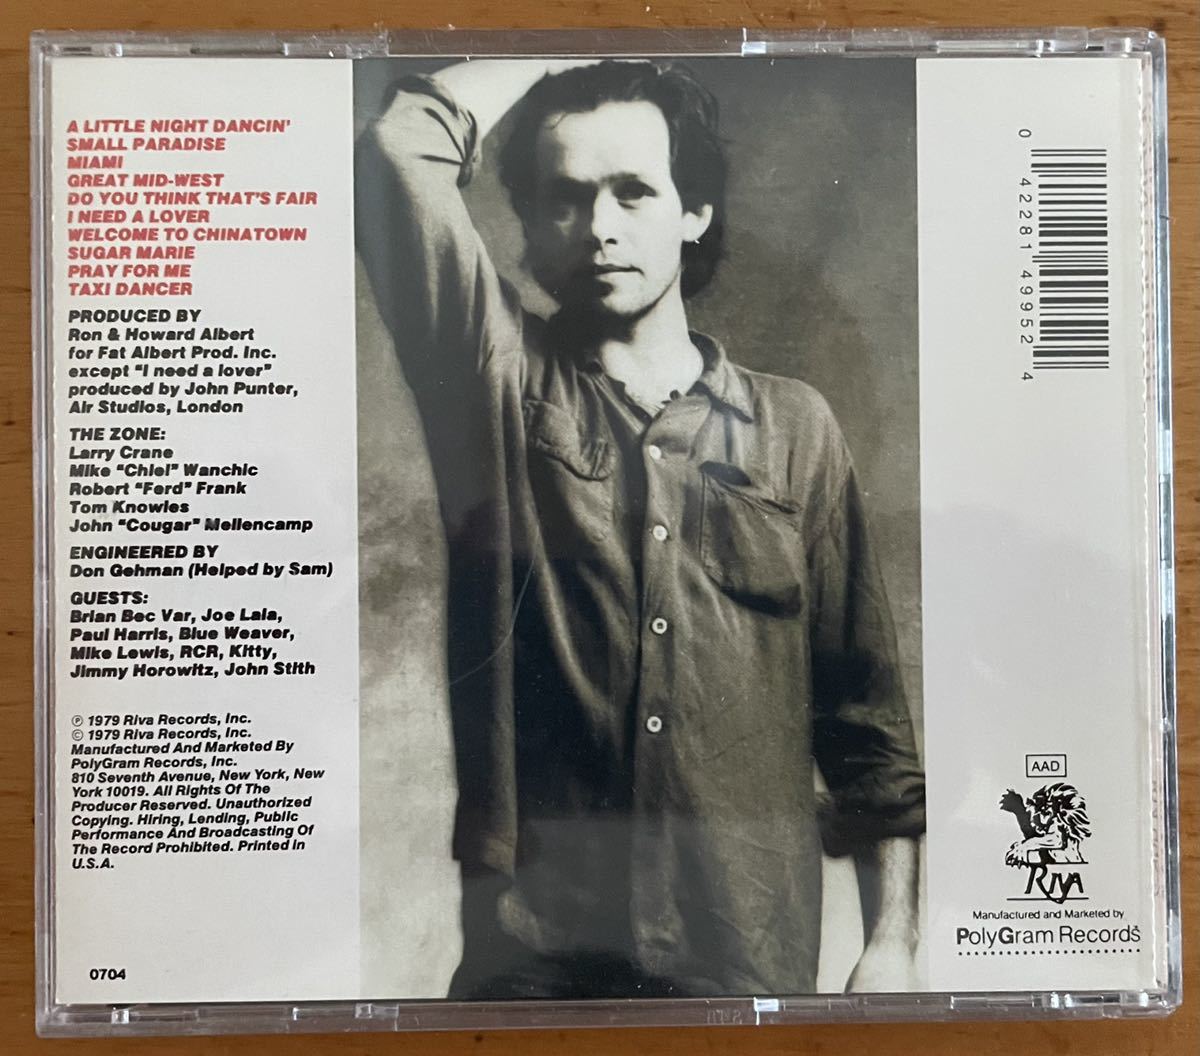 A LITTLE NIGHT DANCIN'
SMALL PARADISE
MIAMI
GREAT MID-WEST
DO YOU THINK THAT'S FAIR
I NEED A LOVER
WELCOME TO CHINATOWN
SUGAR MARIE
PRAY FOR ME
TAXI DANCER
PRODUCED BY
Ron & Howard Albert
for Fat Albert Prod. Inc.
except "I need a lover"
produced by John Punter,
Air Studios, London
THE ZONE:
Larry Crane
Mike "Chief" Wanchic
Robert "Ferd" Frank
Tom Knowles
John "Cougar" Mellencamp
ENGINEERED BY
Don Gehman (Helped by Sam)
GUESTS:
Brian Bec Var, Joe Lala,
Paul Harris, Blue Weaver,
Mike Lewis, RCR, Kitty,
Jimmy Horowitz, John Stith
℗ 1979 Riva Records, Inc.
© 1979 Riva Records, Inc.
Manufactured And Marketed By
PolyGram Records, Inc.
810 Seventh Avenue, New York, New
York 10019. All Rights Of The
Producer Reserved. Unauthorized
Copying. Hiring, Lending, Public
Performance And Broadcasting Of
The Record Prohibited. Printed In
U.S.A.
0704
0 42281 49952 4
AAD
RIVA
Manufactured and Marketed by
PolyGram Records